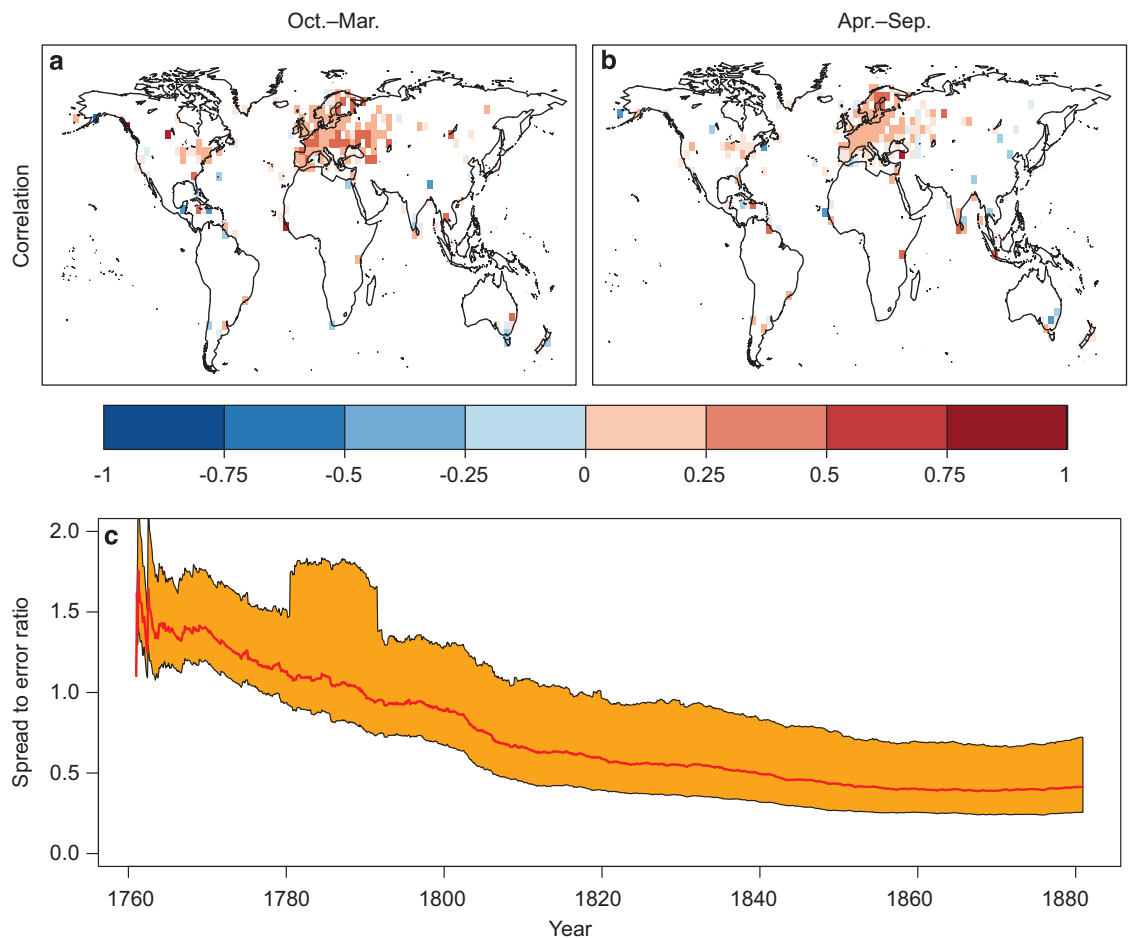 Oct.–Mar.
Apr.–Sep.
a
b
Correlation
-1 -0.75 -0.5 -0.25 0 0.25 0.5 0.75 1
c
Spread to error ratio
2.0
1.5
1.0
0.5
0.0
1760 1780 1800 1820 1840 1860 1880
Year